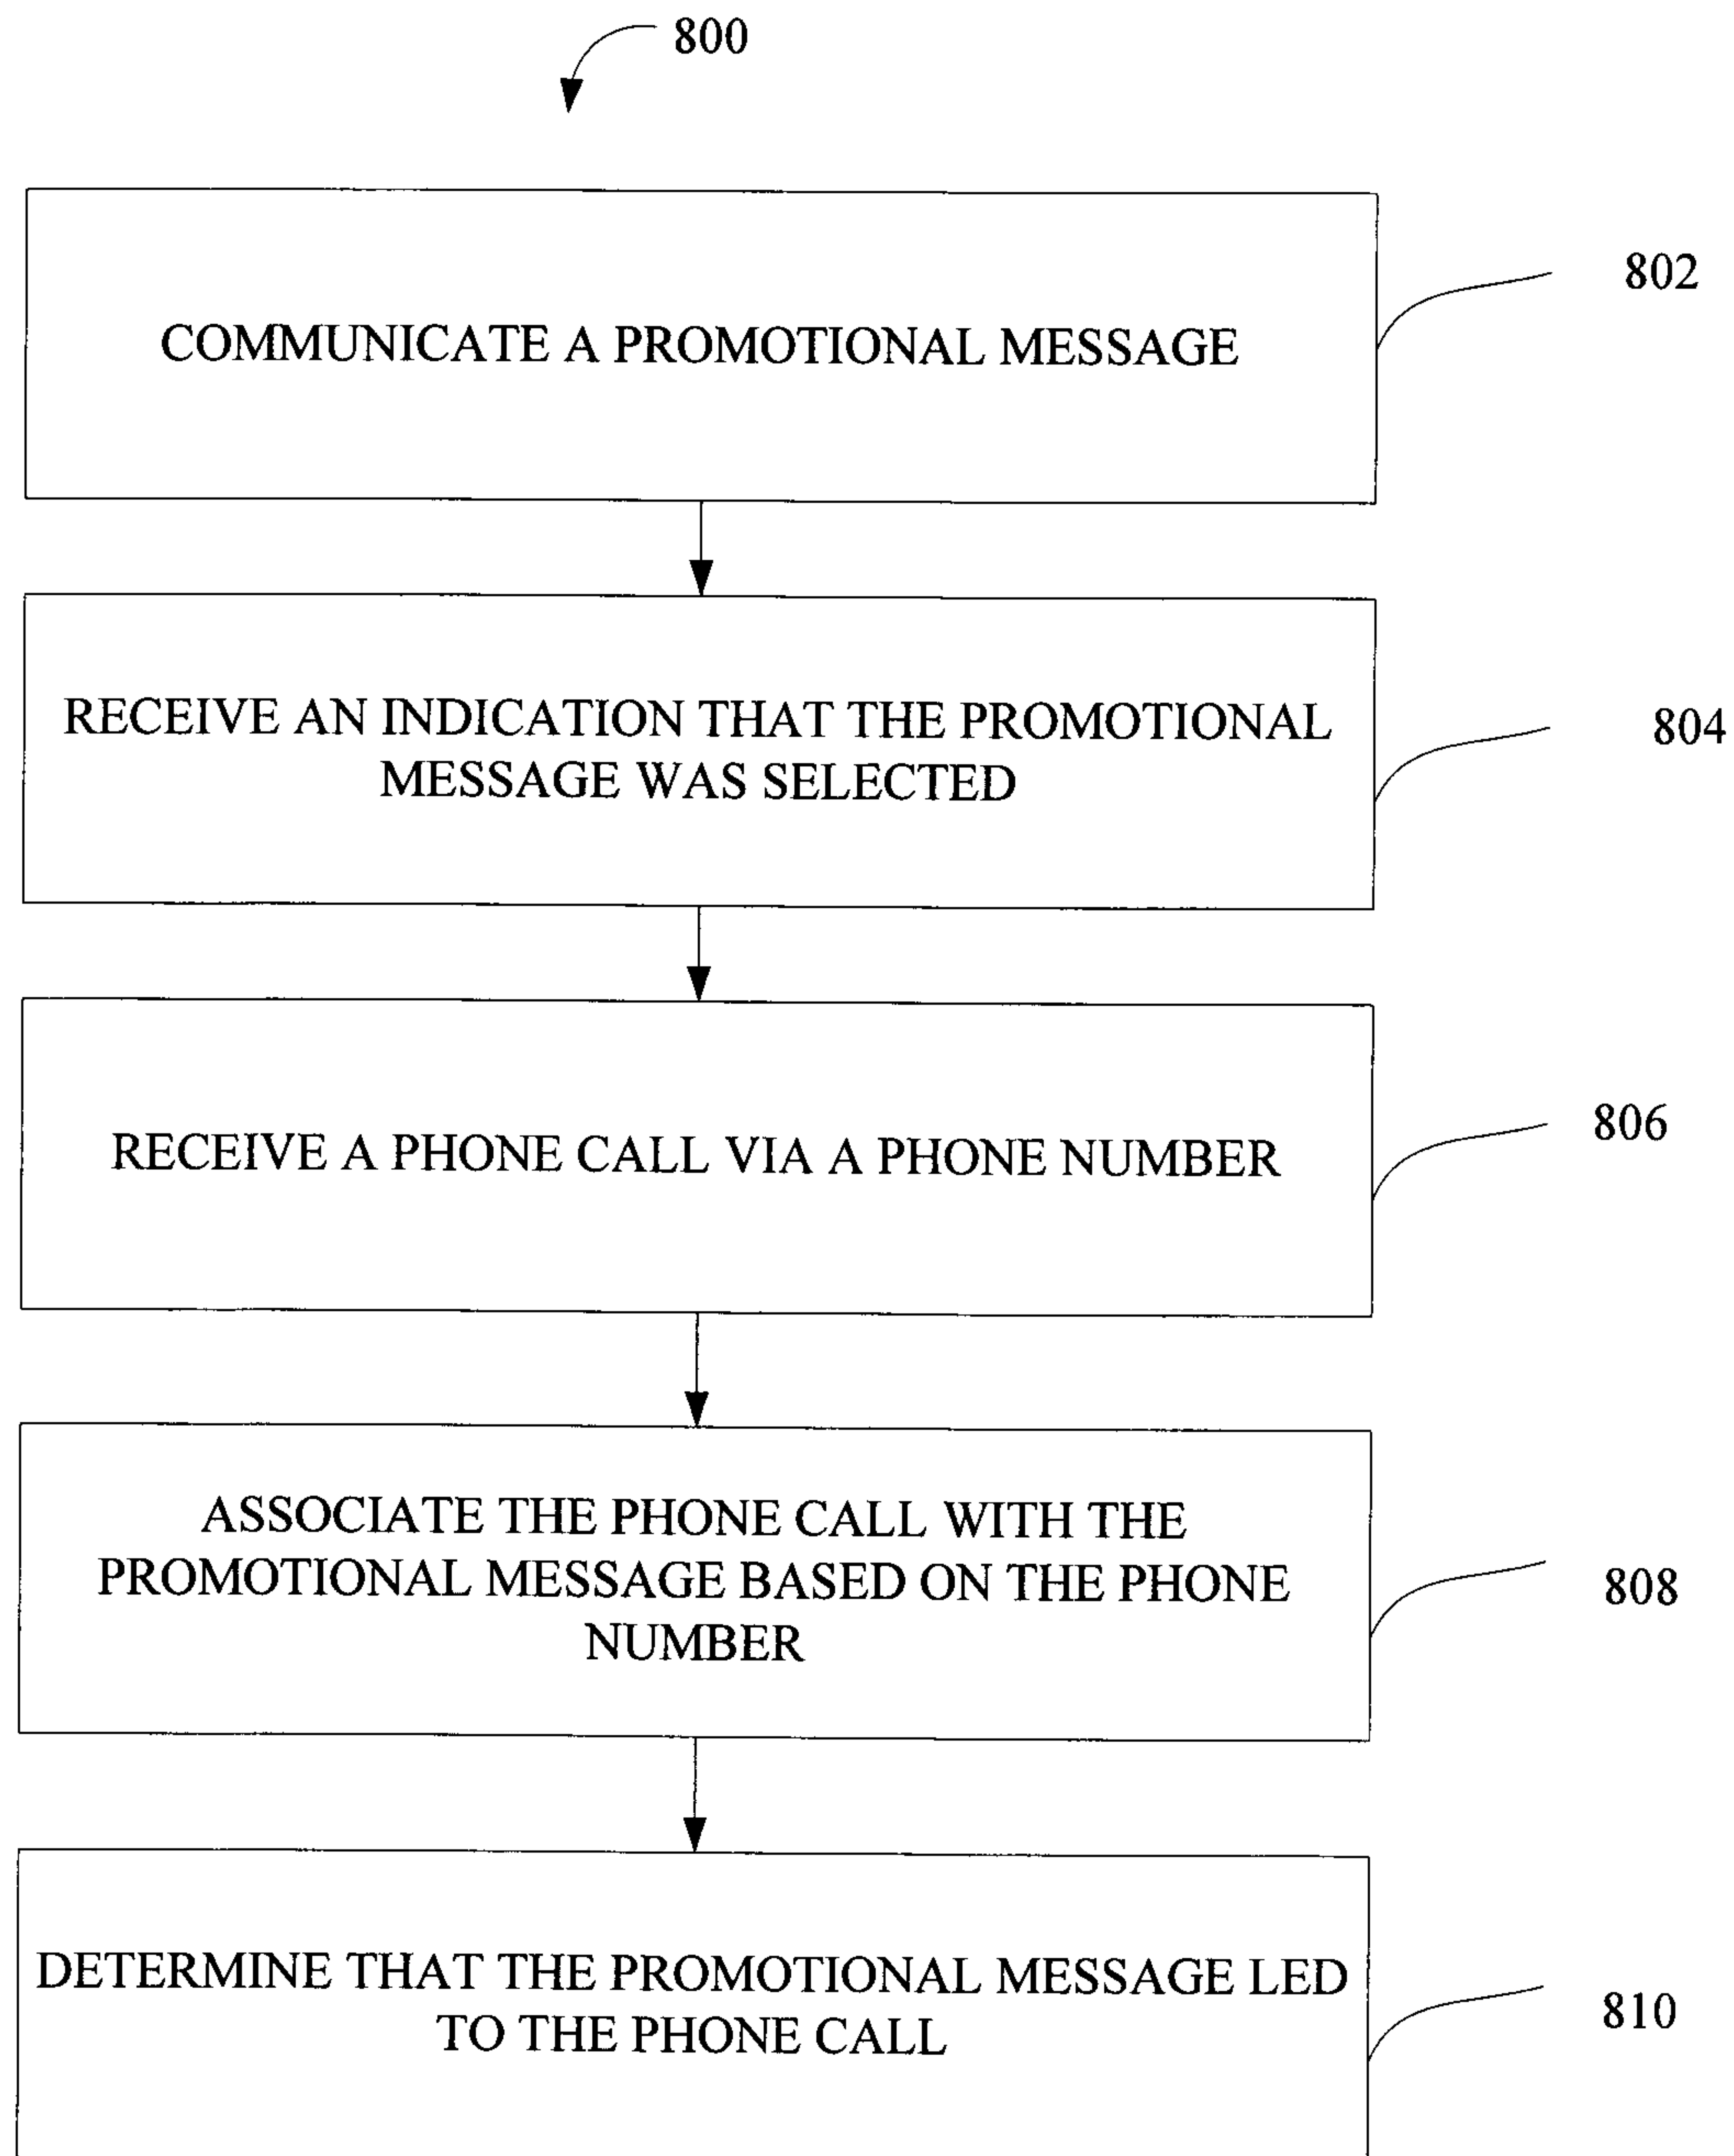 800
COMMUNICATE A PROMOTIONAL MESSAGE
802
RECEIVE AN INDICATION THAT THE PROMOTIONAL
MESSAGE WAS SELECTED
804
RECEIVE A PHONE CALL VIA A PHONE NUMBER
806
ASSOCIATE THE PHONE CALL WITH THE
PROMOTIONAL MESSAGE BASED ON THE PHONE
NUMBER
808
DETERMINE THAT THE PROMOTIONAL MESSAGE LED
TO THE PHONE CALL
810